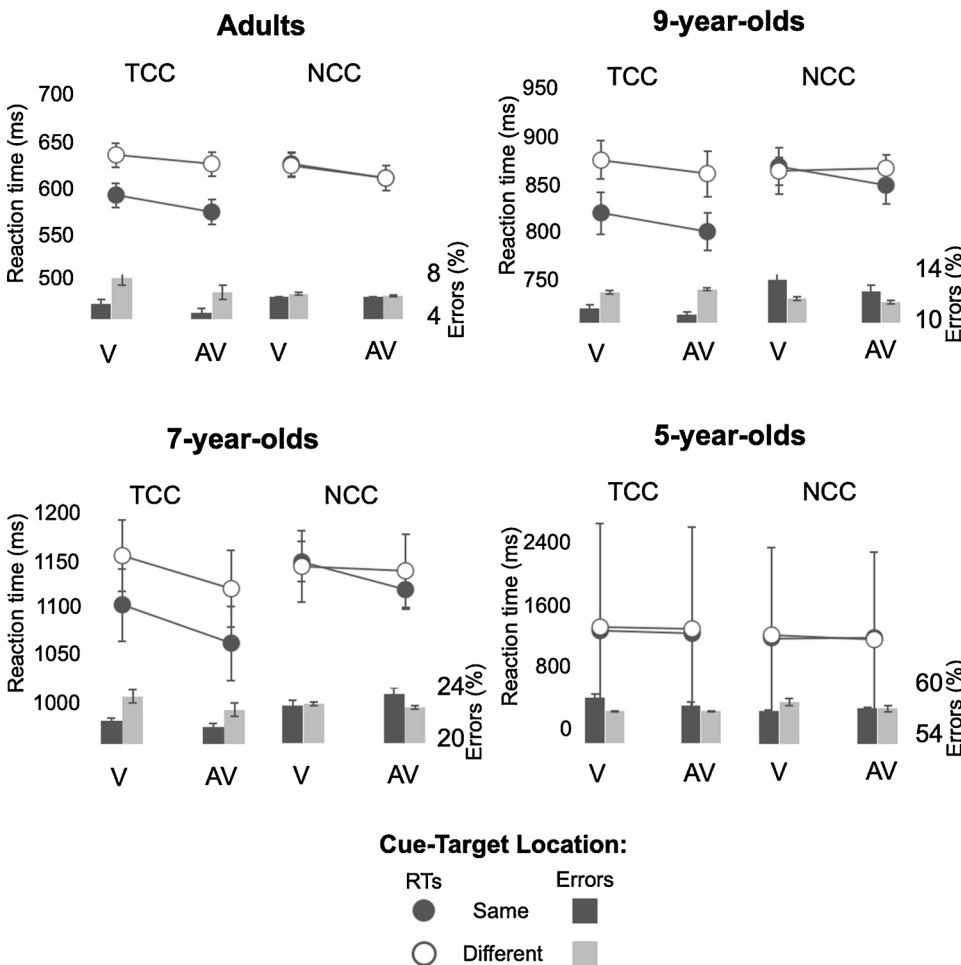 Adults
TCC NCC
Reaction time (ms)
700
650
600
550
500
8
4
Errors (%)
V AV V AV
9-year-olds
TCC NCC
Reaction time (ms)
950
900
850
800
750
14
10
Errors (%)
V AV V AV
7-year-olds
TCC NCC
Reaction time (ms)
1200
1150
1100
1050
1000
24
20
Errors (%)
V AV V AV
5-year-olds
TCC NCC
Reaction time (ms)
2400
1600
800
0
60
54
Errors (%)
V AV V AV
Cue-Target Location:
RTs Errors
Same
Different